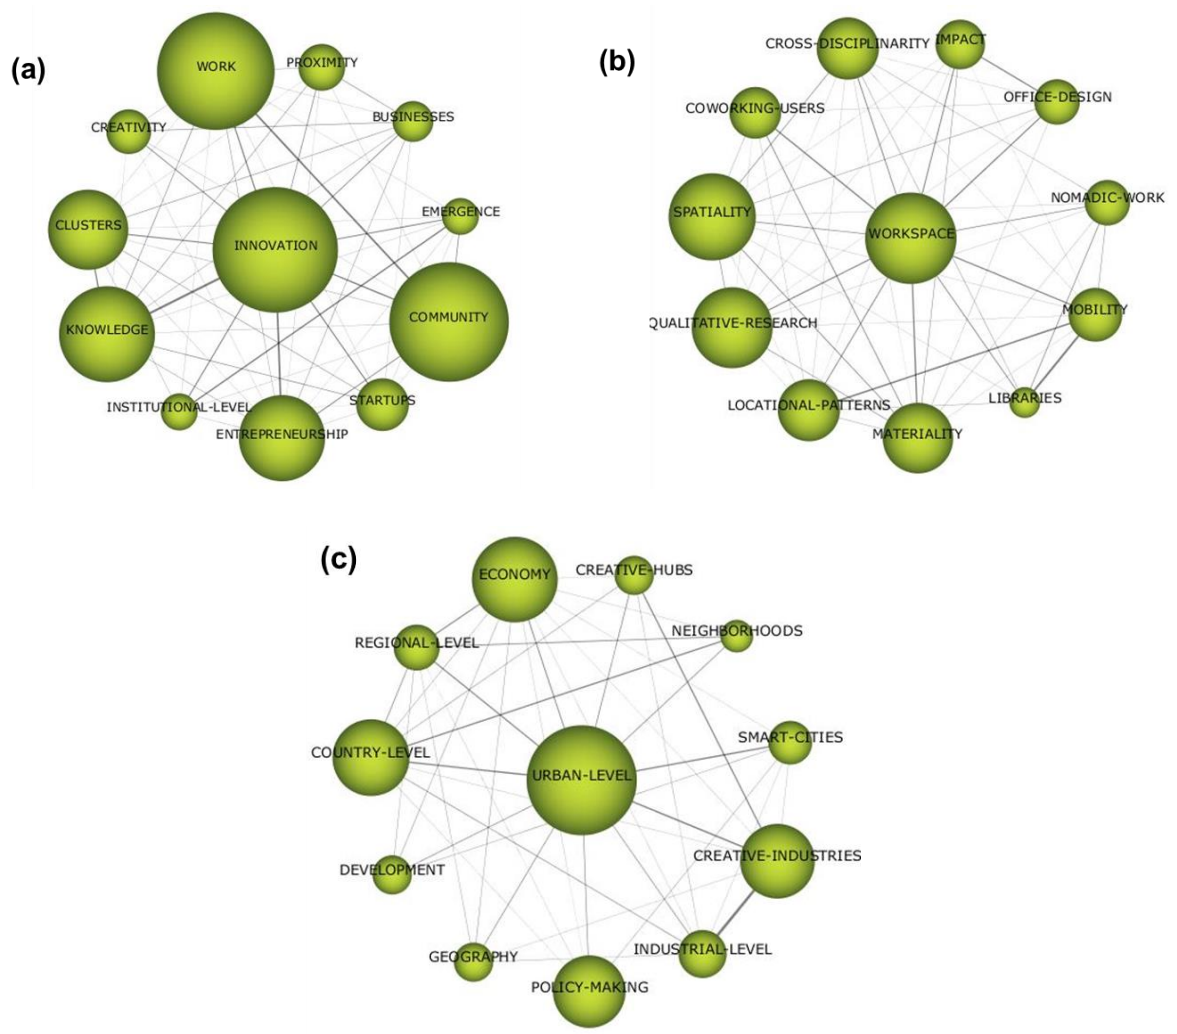 (a)
WORK
PROXIMITY
CREATIVITY
BUSINESSES
CLUSTERS
EMERGENCE
INNOVATION
KNOWLEDGE
COMMUNITY
INSTITUTIONAL-LEVEL
STARTUPS
ENTREPRENEURSHIP
(b)
CROSS-DISCIPLINARITY
IMPACT
COWORKING-USERS
OFFICE-DESIGN
SPATIALITY
NOMADIC-WORK
WORKSPACE
QUALITATIVE-RESEARCH
MOBILITY
LOCATIONAL-PATTERNS
LIBRARIES
MATERIALITY
(c)
ECONOMY
CREATIVE-HUBS
REGIONAL-LEVEL
NEIGHBORHOODS
COUNTRY-LEVEL
SMART-CITIES
URBAN-LEVEL
CREATIVE-INDUSTRIES
DEVELOPMENT
GEOGRAPHY
INDUSTRIAL-LEVEL
POLICY-MAKING